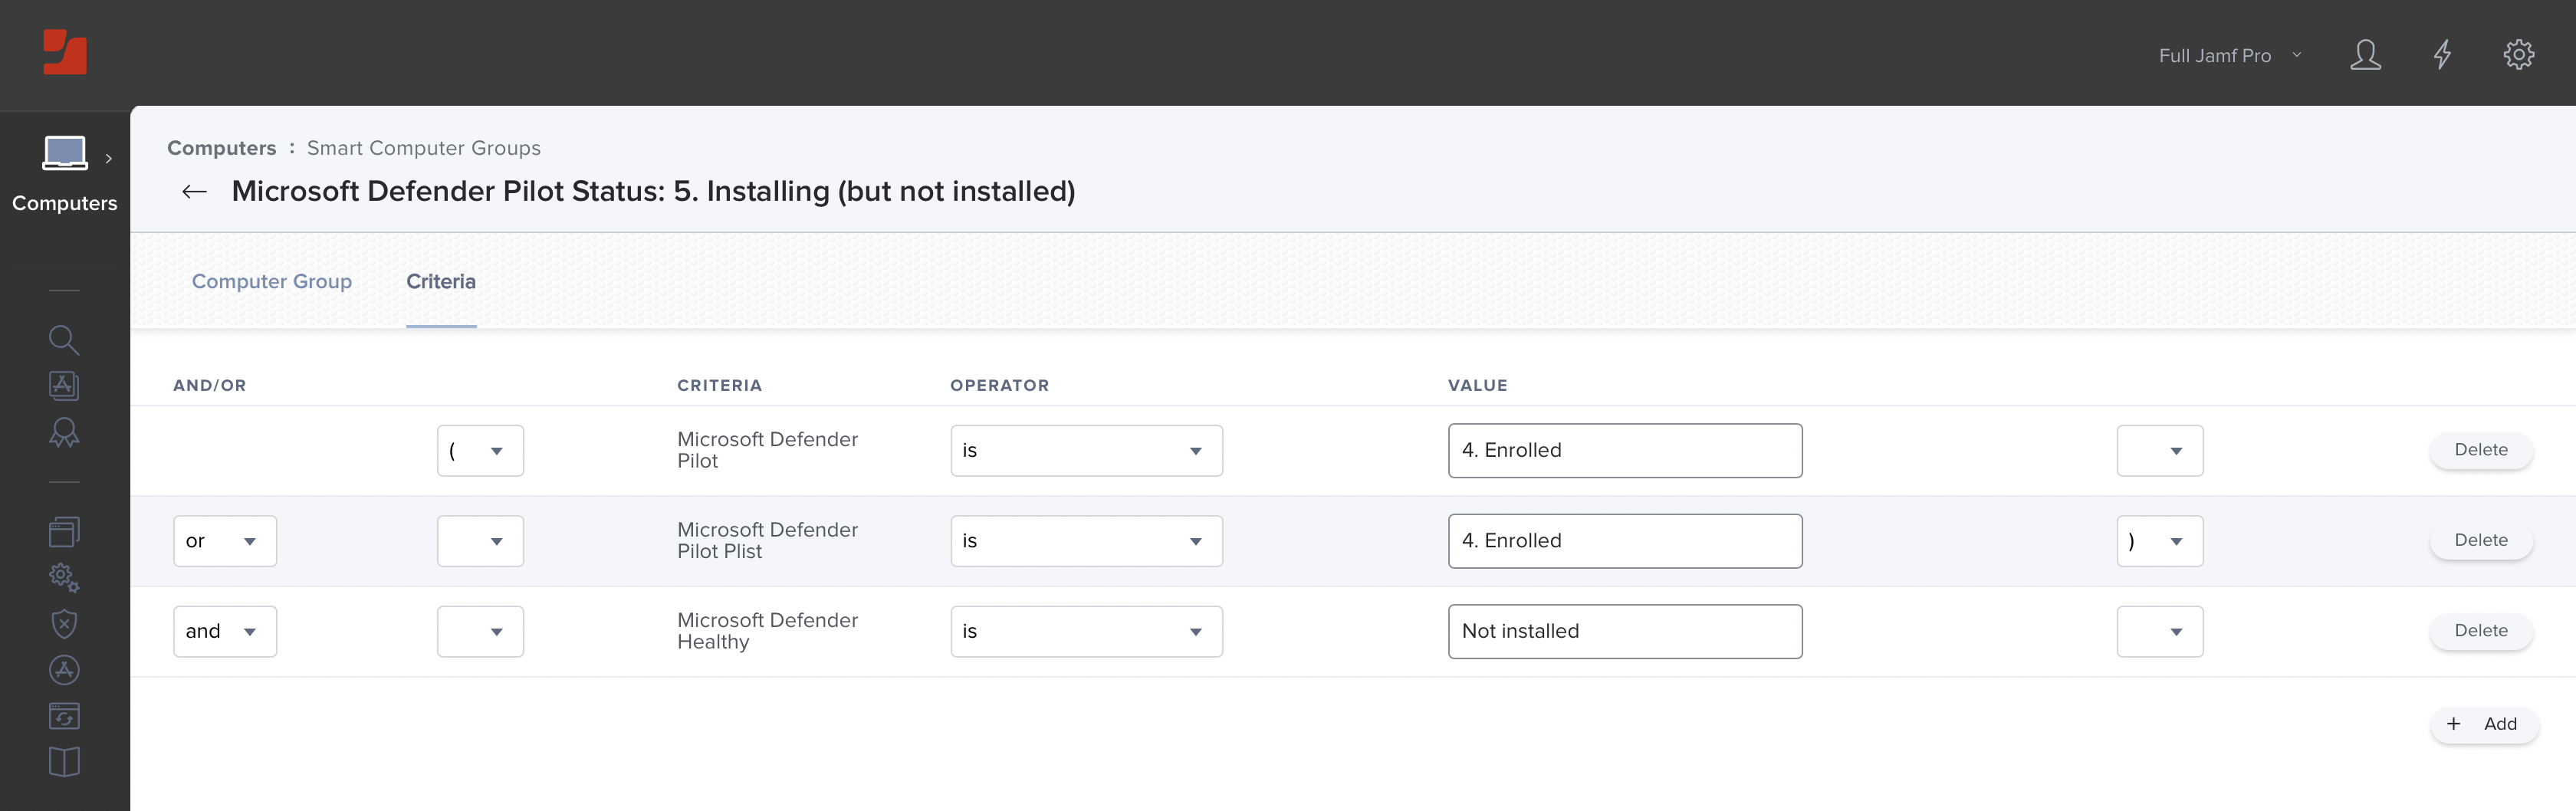 Full Jamf Pro
Computers
Computers : Smart Computer Groups
← Microsoft Defender Pilot Status: 5. Installing (but not installed)
Computer Group Criteria
AND/OR CRITERIA OPERATOR VALUE
( Microsoft Defender Pilot is 4. Enrolled Delete
or Microsoft Defender Pilot Plist is 4. Enrolled ) Delete
and Microsoft Defender Healthy is Not installed Delete
+ Add